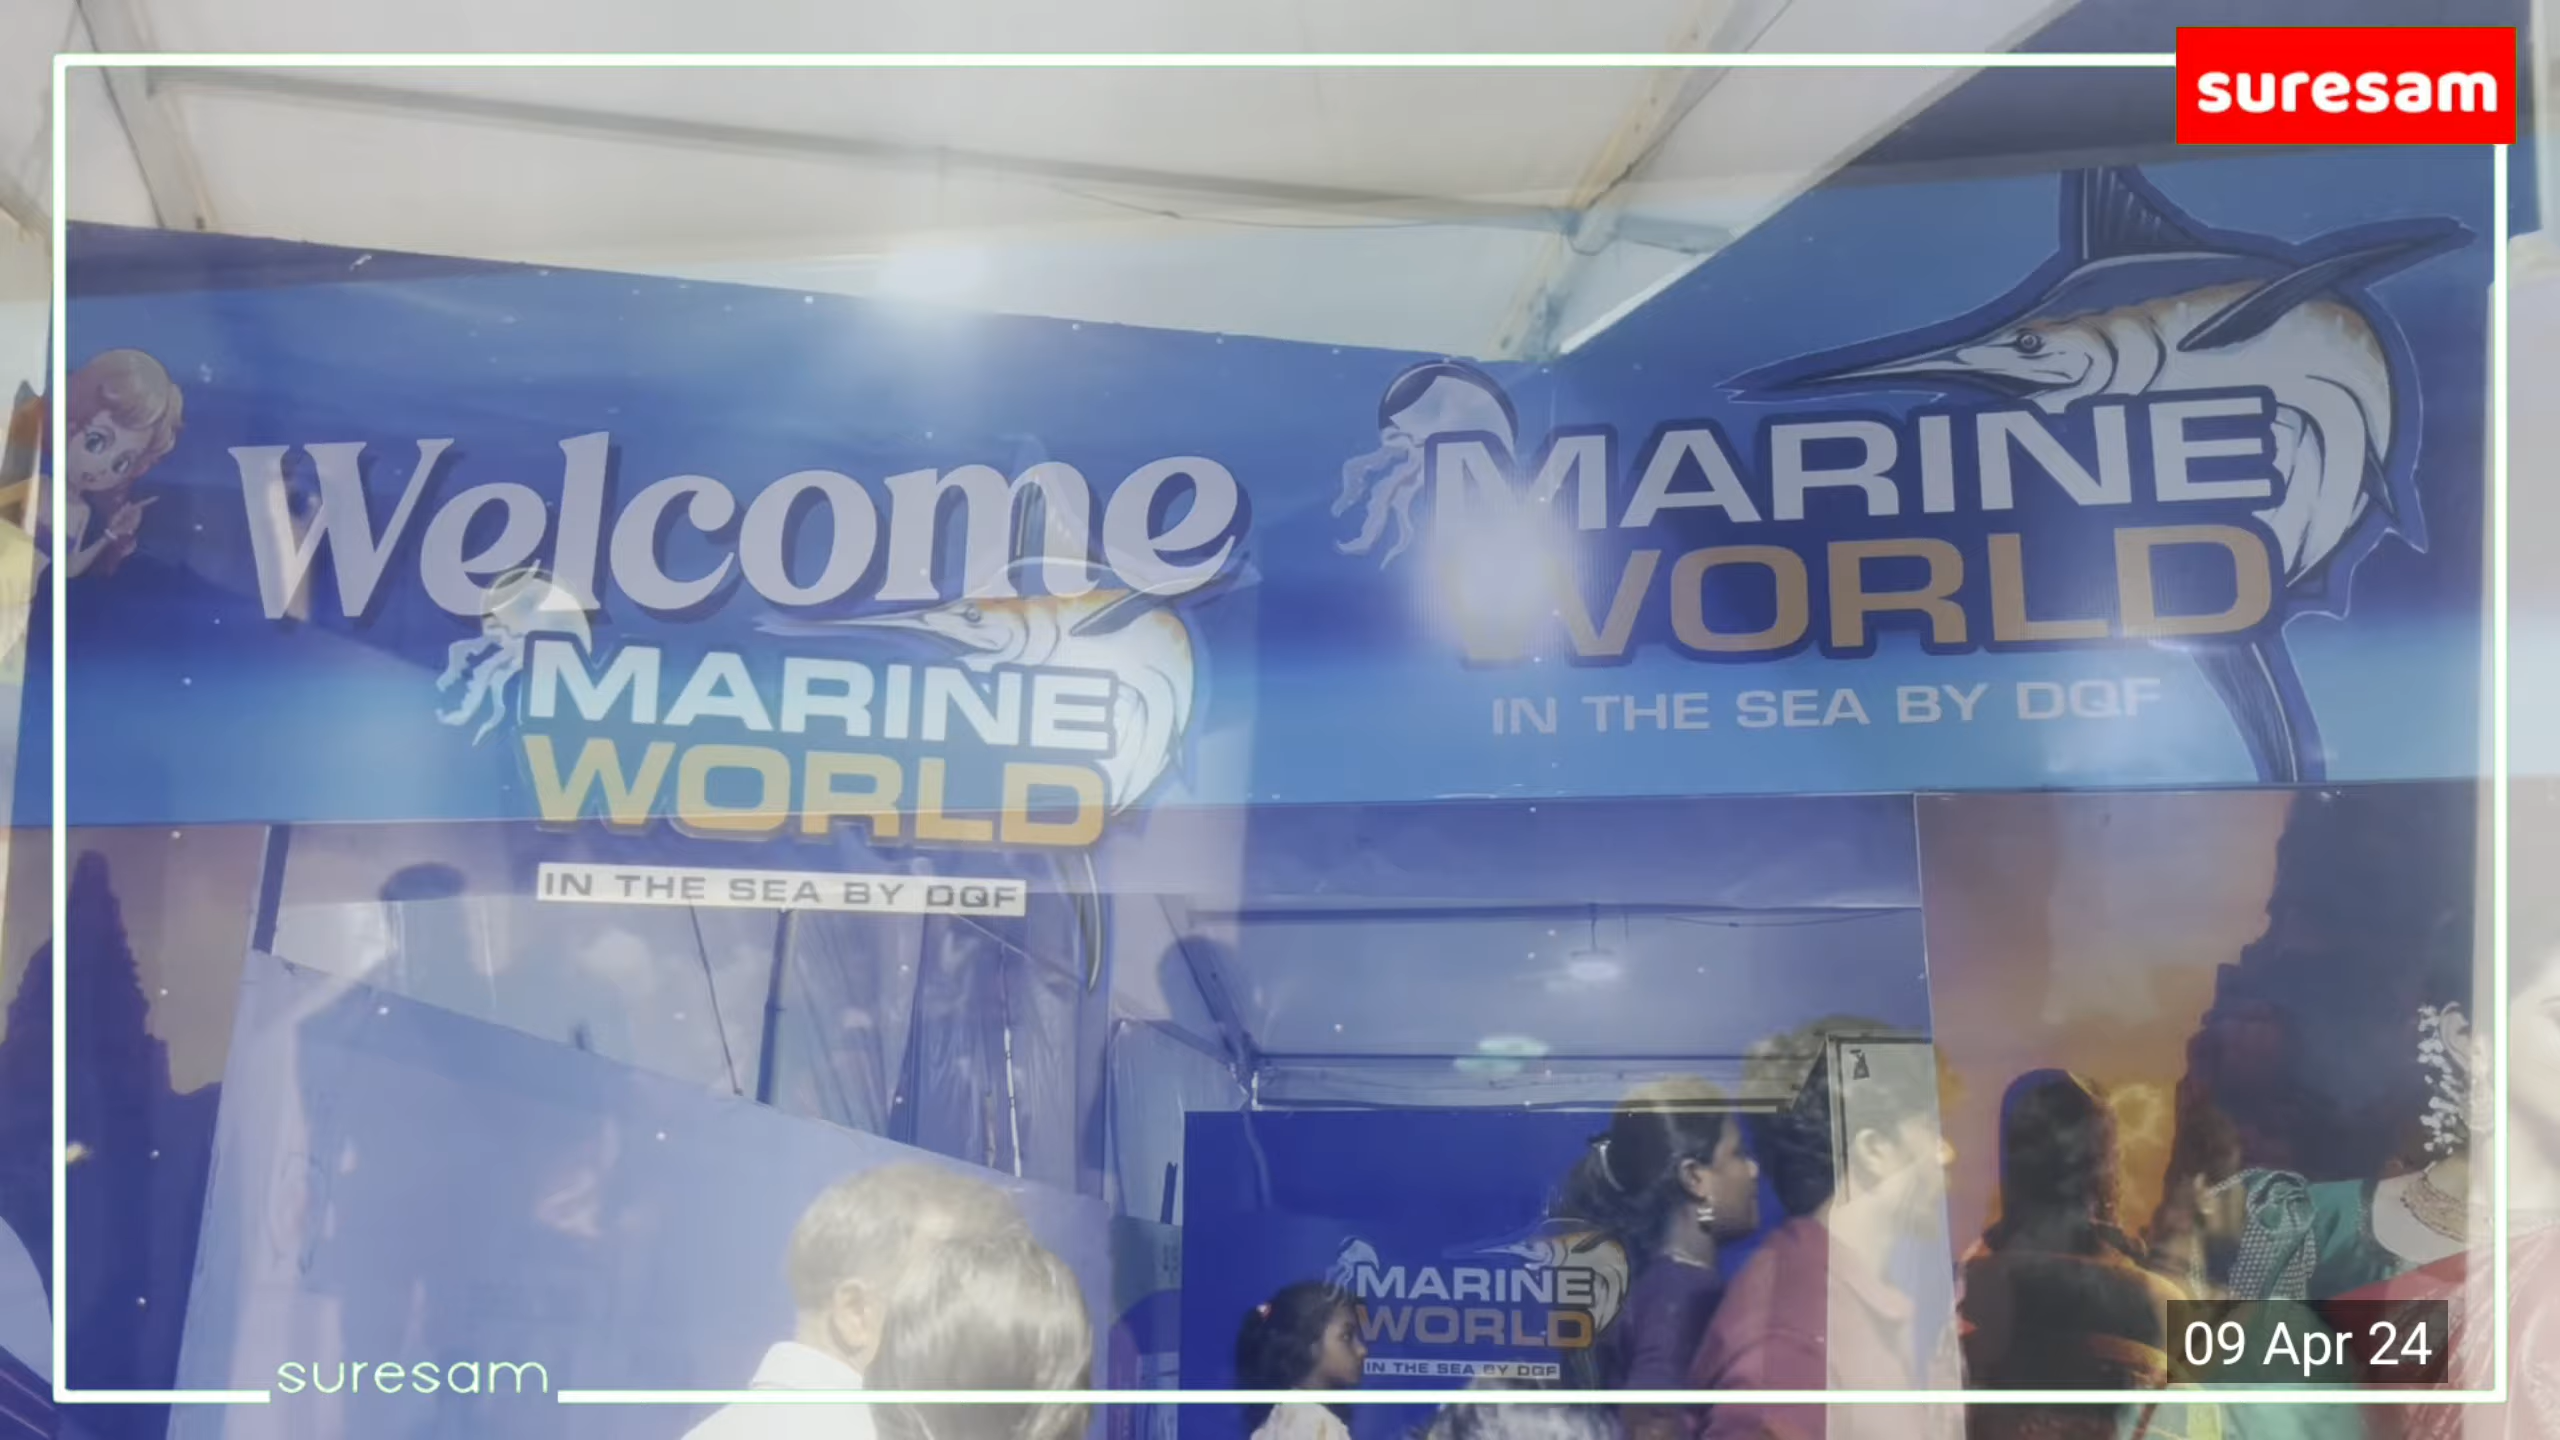 suresam
Welcome
MARINE
WORLD
IN THE SEA BY DQF
MARINE
WORLD
IN THE SEA BY DQF
MARINE
WORLD
IN THE SEA BY DQF
suresam
09 Apr 24